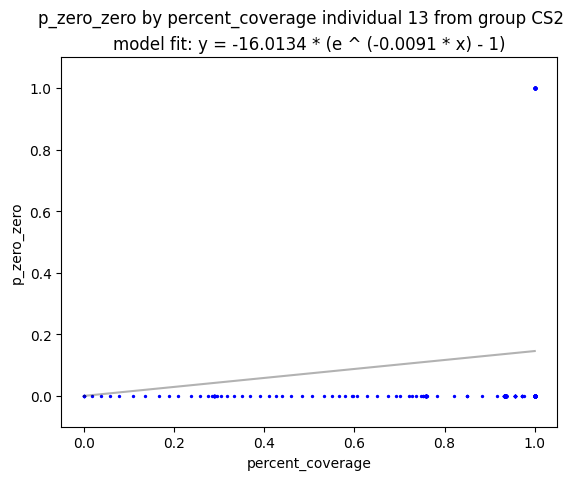 p_zero_zero by percent_coverage individual 13 from group CS2
model fit: y = -16.0134 * (e ^ (-0.0091 * x) - 1)
1.0
0.8
0.6
0.4
0.2
0.0
p_zero_zero
0.0 0.2 0.4 0.6 0.8 1.0
percent_coverage